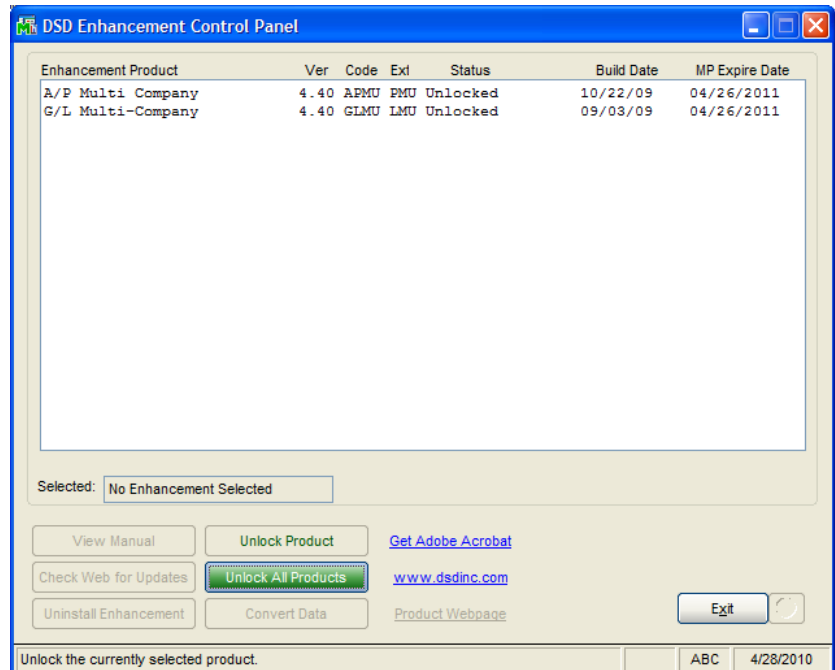 DSD Enhancement Control Panel
Enhancement Product Ver Code Ext Status Build Date MP Expire Date
A/P Multi Company 4.40 APMU PMU Unlocked 10/22/09 04/26/2011
G/L Multi-Company 4.40 GLMU LMU Unlocked 09/03/09 04/26/2011
Selected: No Enhancement Selected
View Manual Unlock Product Get Adobe Acrobat
Check Web for Updates Unlock All Products www.dsdinc.com
Uninstall Enhancement Convert Data Product Webpage Exit
Unlock the currently selected product. ABC 4/28/2010